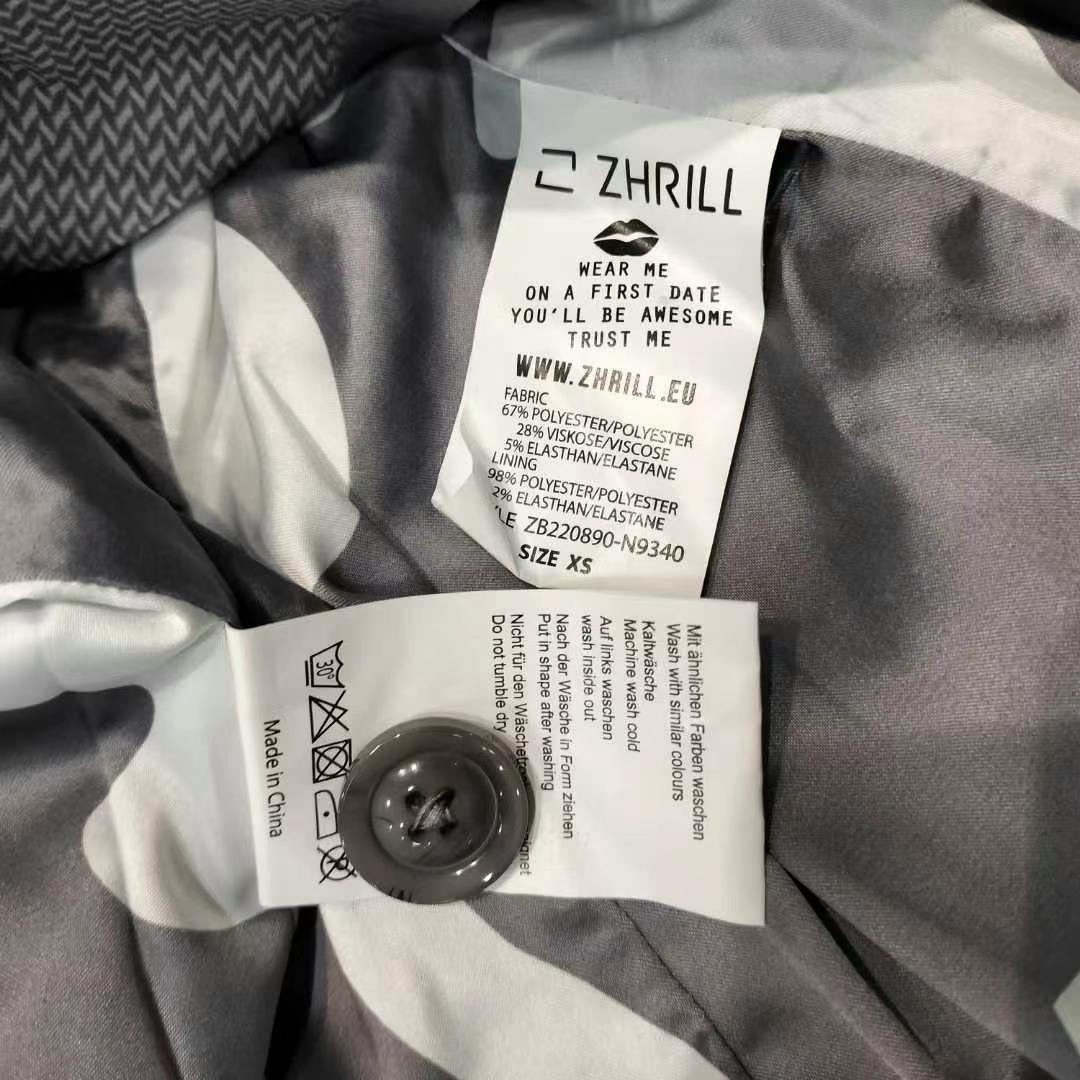 ZHRILL
WEAR ME
ON A FIRST DATE
YOU'LL BE AWESOME
TRUST ME
WWW.ZHRILL.EU
FABRIC
67% POLYESTER/POLYESTER
28% VISKOSE/VISCOSE
5% ELASTHAN/ELASTANE
LINING
98% POLYESTER/POLYESTER
2% ELASTHAN/ELASTANE
ZB220890-N9340
SIZE XS
Mit ähnlichen Farben waschen
Wash with similar colours
Kaltwäsche
Machine wash cold
Auf links waschen
wash inside out
Nach der Wäsche in Form ziehen
Put in shape after washing
Nicht für den
Do not tumble dry
30°
Made in China